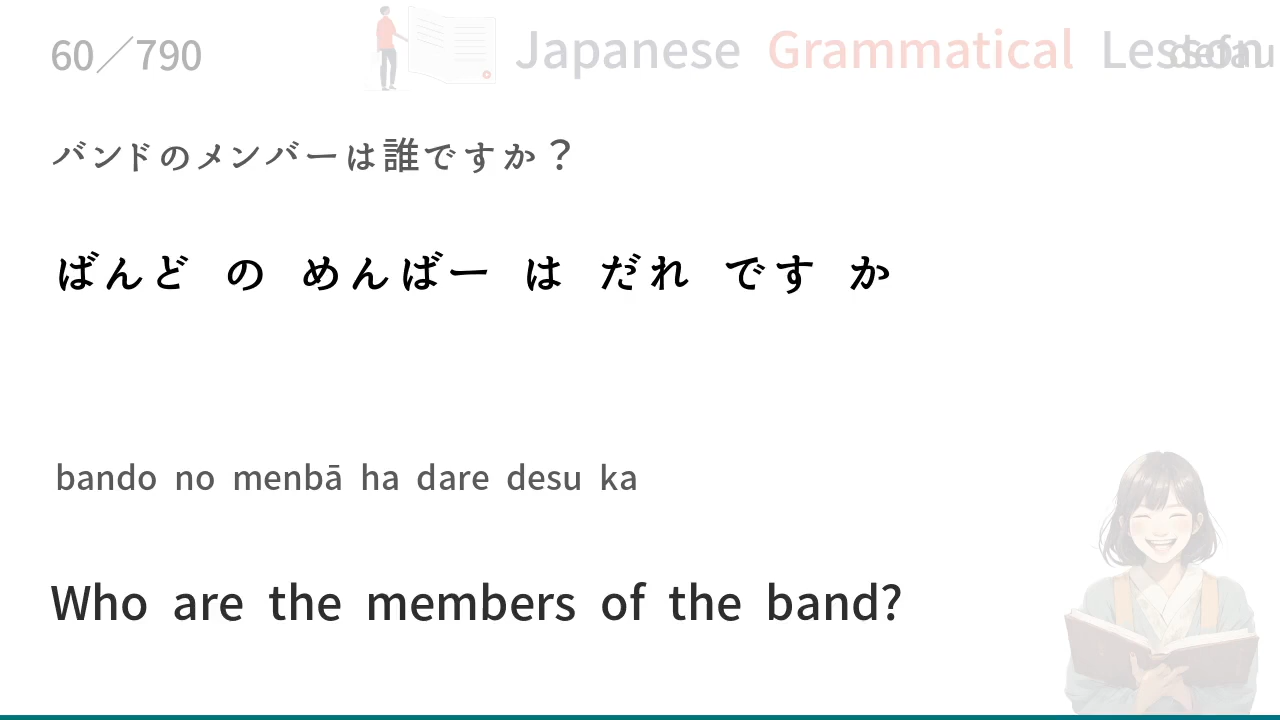 60／790
Japanese Grammatical Lesson
defau
バンドのメンバーは誰ですか？
ばんど の めんばー は だれ です か
bando no menbā ha dare desu ka
Who are the members of the band?